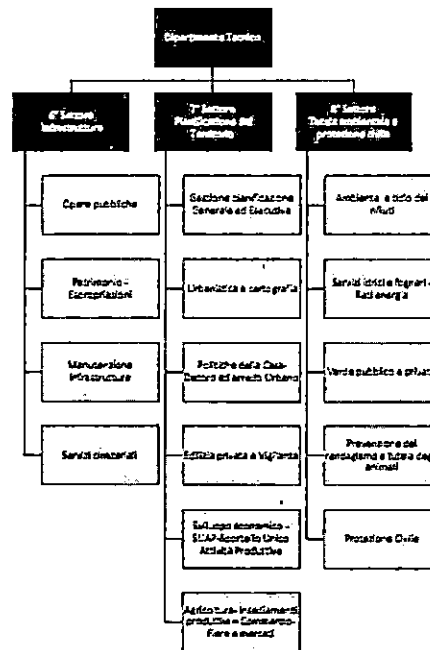 Dipartimento Tecnico
6° Settore
Infrastrutture
7° Settore
Pianificazione del
Territorio
8° Settore
Tutela ambientale e
protezione civile
Opere pubbliche
Patrimonio -
Espropriazioni
Manutenzione
Infrastrutture
Servizi cimiteriali
Gestione pianificazione
Generale ed Esecutiva
Urbanistica e cartografia
Politiche della Casa-
Decoro ed arredo Urbano
Edilizia privata e Vigilanza
Sviluppo economico -
SUAP-Sportello Unico
Attività Produttive
Agricoltura- Insediamenti
produttivi - Commercio-
Fiere e mercati
Ambiente e ciclo dei
rifiuti
Servizi idrici e fognari -
Reti energia
Verde pubblico e privato
Prevenzione del
randagismo e tutela degli
animali
Protezione Civile